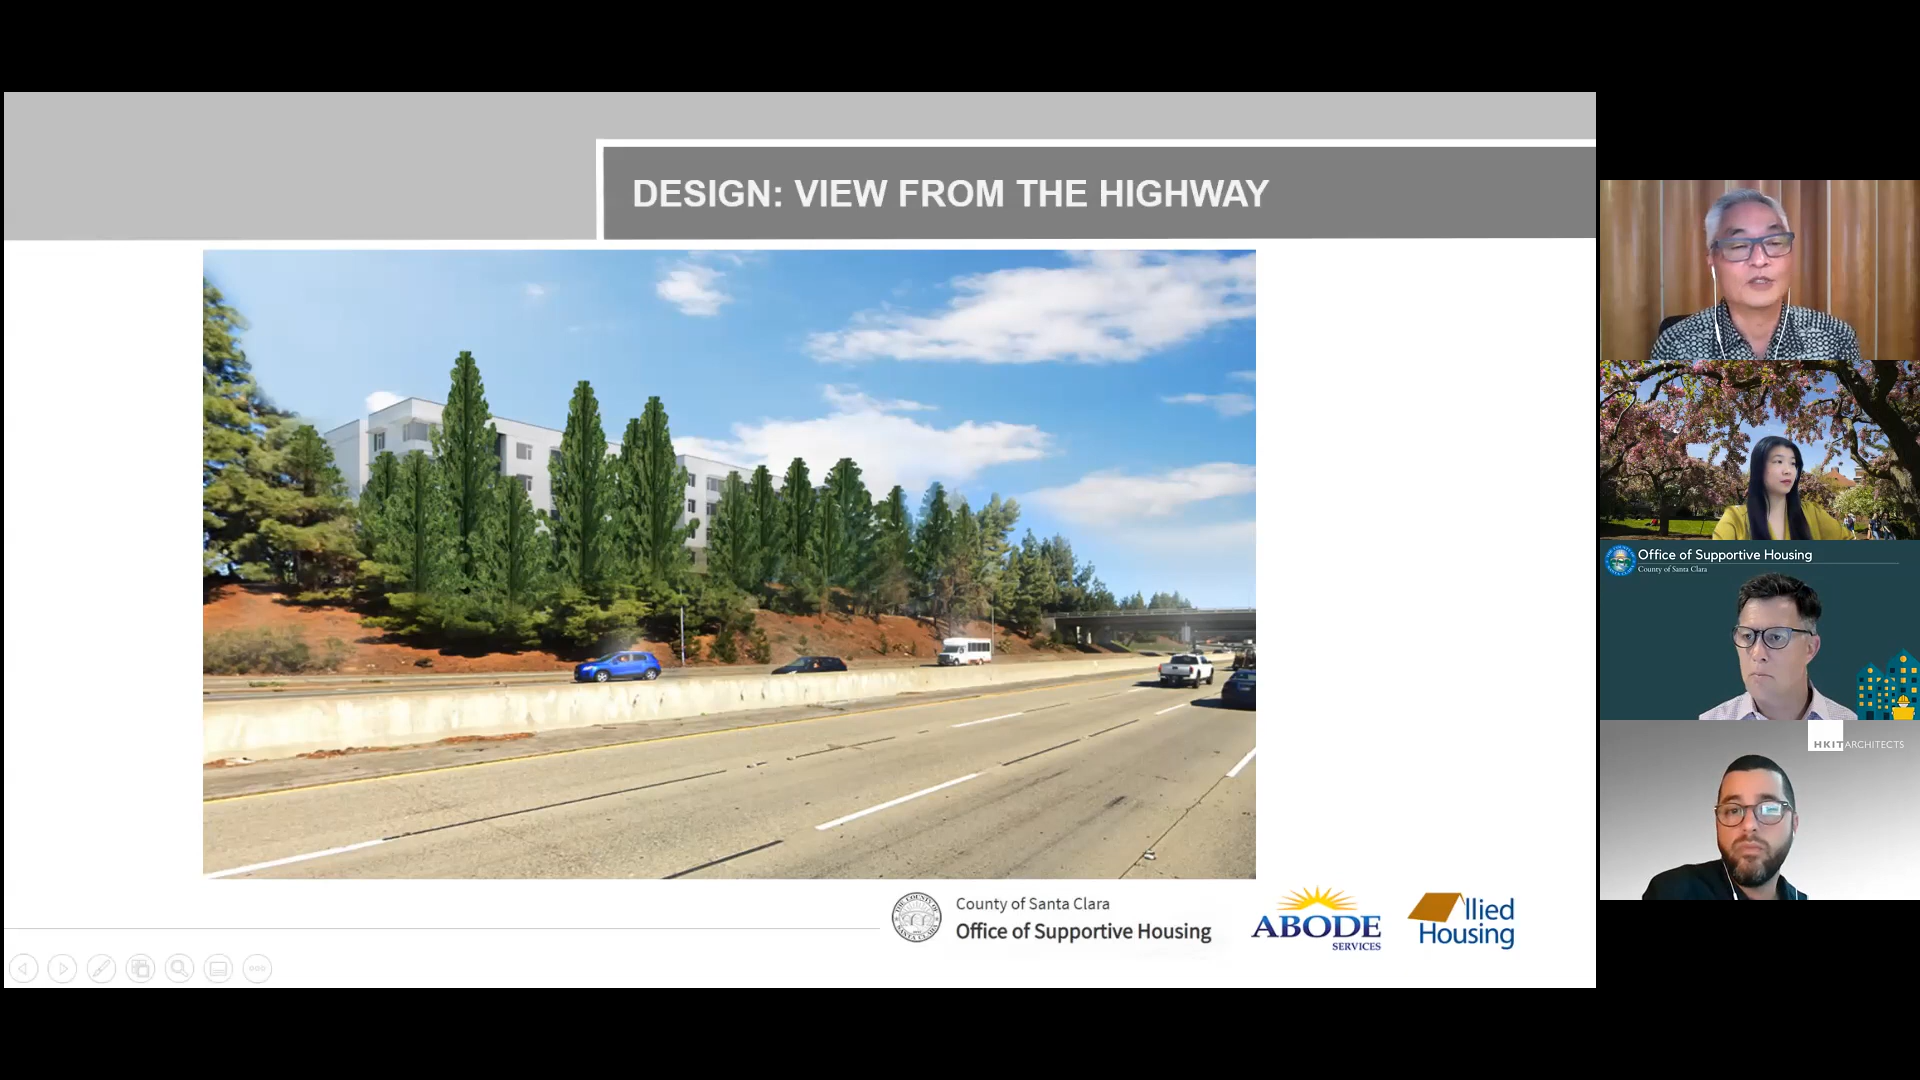 DESIGN: VIEW FROM THE HIGHWAY
County of Santa Clara
Office of Supportive Housing
ABODE
SERVICES
llied
Housing
Office of Supportive Housing
County of Santa Clara
HKIT ARCHITECTS